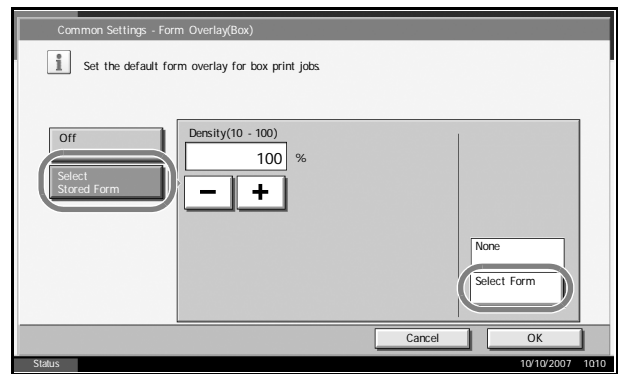 Common Settings - Form Overlay(Box)
Set the default form overlay for box print jobs.
Off
Select
Stored Form
Density(10 - 100)
100 %
None
Select Form
Cancel
OK
Status
10/10/2007 1010